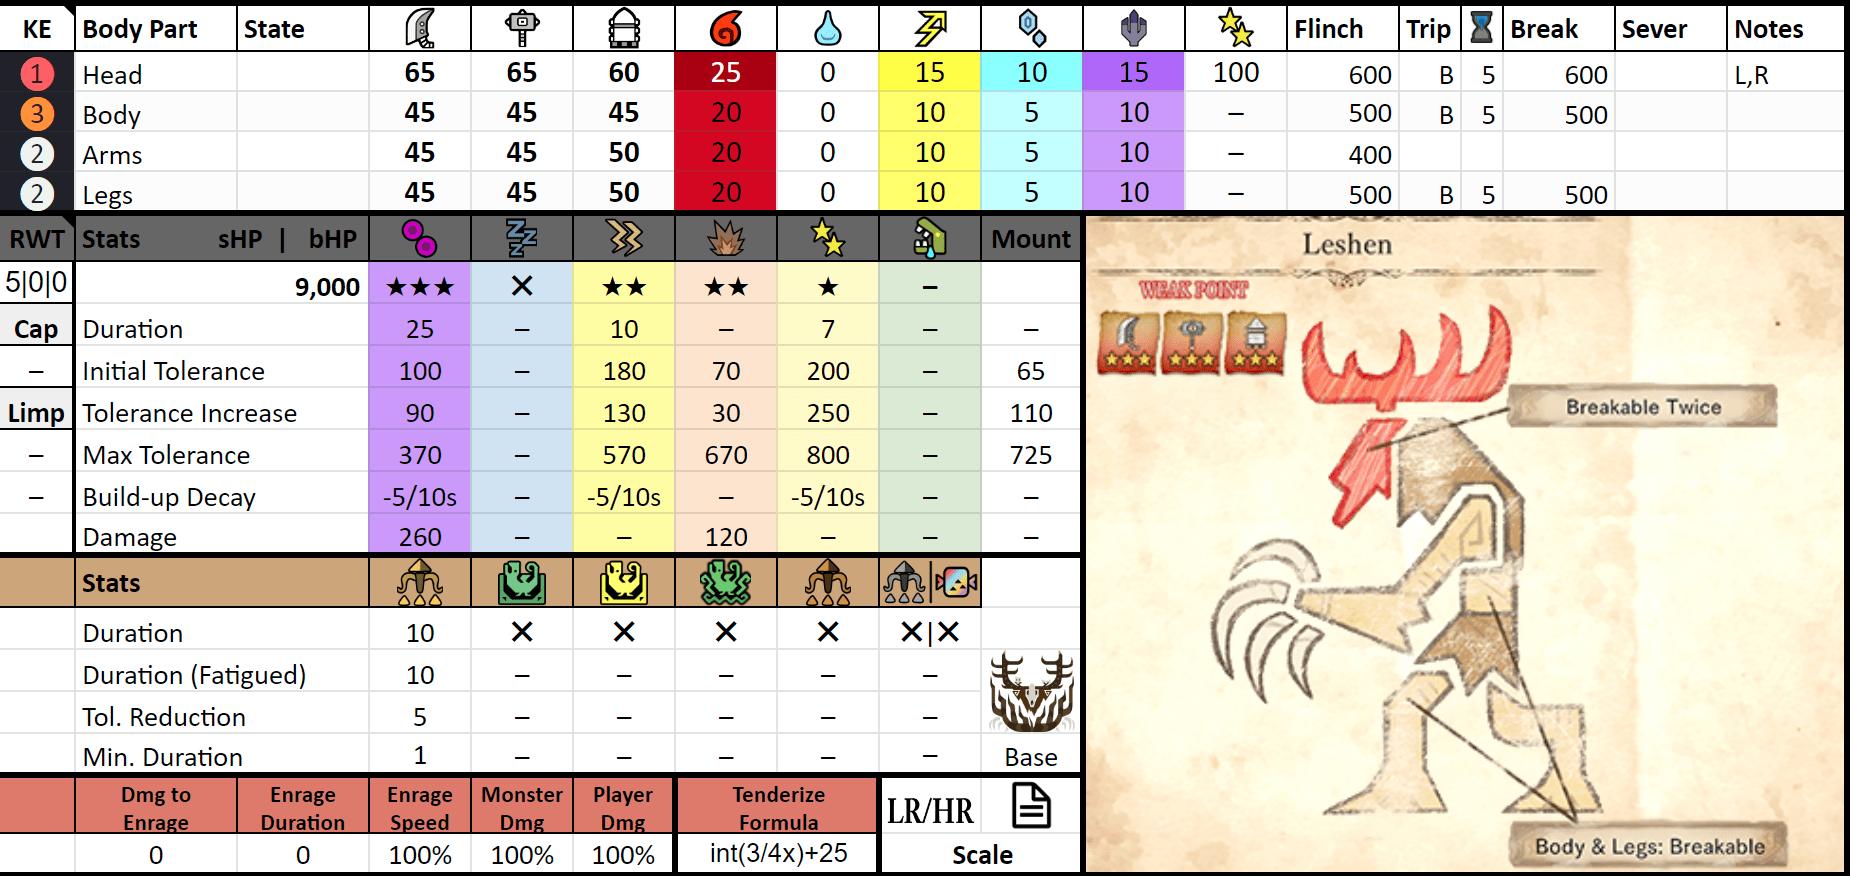 KE Body Part State Flinch Trip Break Sever Notes
1 Head 65 65 60 25 0 15 10 15 100 600 B 5 600 L,R
3 Body 45 45 45 20 0 10 5 10 – 500 B 5 500
2 Arms 45 45 50 20 0 10 5 10 – 400
2 Legs 45 45 50 20 0 10 5 10 – 500 B 5 500
RWT Stats sHP | bHP Mount
5|0|0 9,000 ★★★ ✕ ★★ ★★ ★ –
Cap Duration 25 – 10 – 7 – –
– Initial Tolerance 100 – 180 70 200 – 65
Limp Tolerance Increase 90 – 130 30 250 – 110
– Max Tolerance 370 – 570 670 800 – 725
– Build-up Decay -5/10s – -5/10s – -5/10s – –
Damage 260 – – 120 – – –
Stats
Duration 10 ✕ ✕ ✕ ✕ ✕|✕
Duration (Fatigued) 10 – – – – –
Tol. Reduction 5 – – – – –
Min. Duration 1 – – – – – Base
Dmg to Enrage Enrage Duration Enrage Speed Monster Dmg Player Dmg Tenderize Formula LR/HR
0 0 100% 100% 100% int(3/4x)+25 Scale
Leshen
WEAK POINT
Breakable Twice
Body & Legs: Breakable